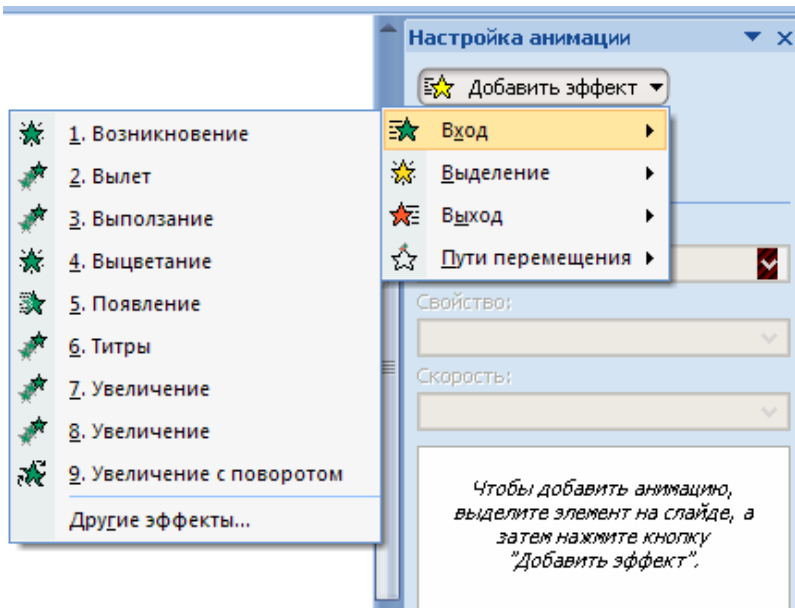 Настройка анимации
Добавить эффект
Вход
Выделение
Выход
Пути перемещения
1. Возникновение
2. Вылет
3. Выползание
4. Выцветание
5. Появление
6. Титры
7. Увеличение
8. Увеличение
9. Увеличение с поворотом
Другие эффекты...
Свойство:
Скорость:
Чтобы добавить анимацию,
выделите элемент на слайде, а
затем нажмите кнопку
"Добавить эффект".